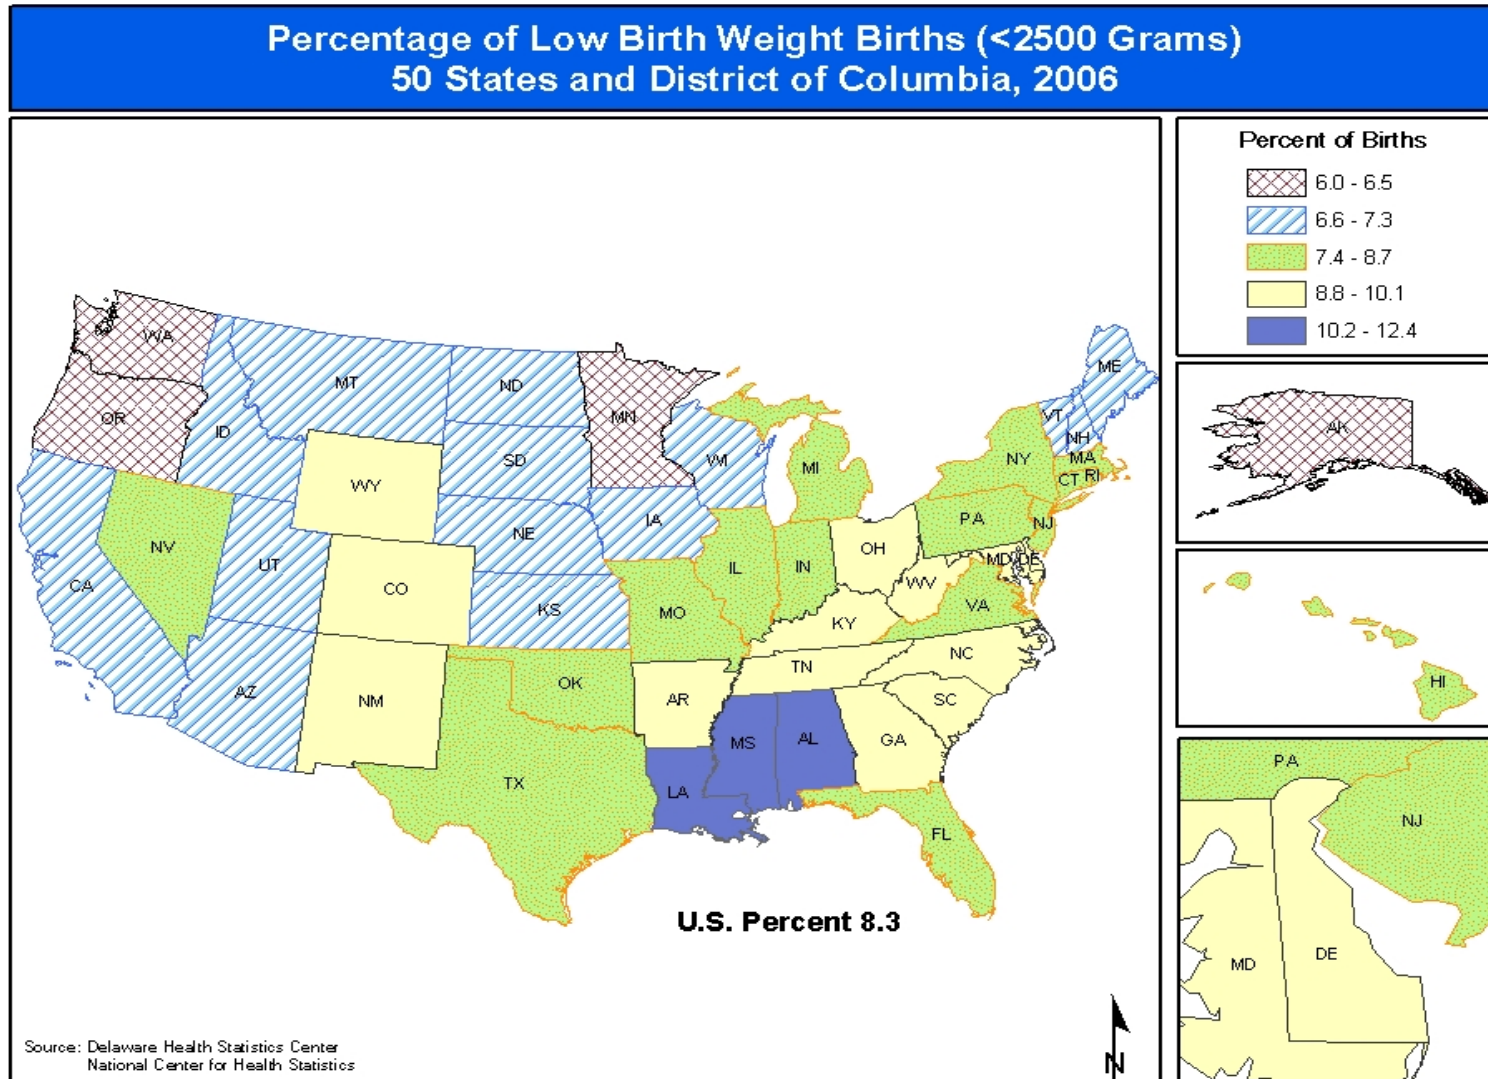 Percentage of Low Birth Weight Births (<2500 Grams)
50 States and District of Columbia, 2006
Percent of Births
6.0 - 6.5
6.6 - 7.3
7.4 - 8.7
8.8 - 10.1
10.2 - 12.4
WA
OR
MT
ID
ND
MN
SD
WI
WY
NV
UT
CA
CO
NE
IA
KS
AZ
NM
OK
TX
MO
IL
IN
MI
OH
KY
TN
AR
LA
MS
AL
GA
FL
SC
NC
VA
WV
MD
DE
PA
NJ
NY
CT
RI
MA
VT
NH
ME
U.S. Percent 8.3
AK
HI
PA
NJ
MD
DE
N
Source: Delaware Health Statistics Center
National Center for Health Statistics